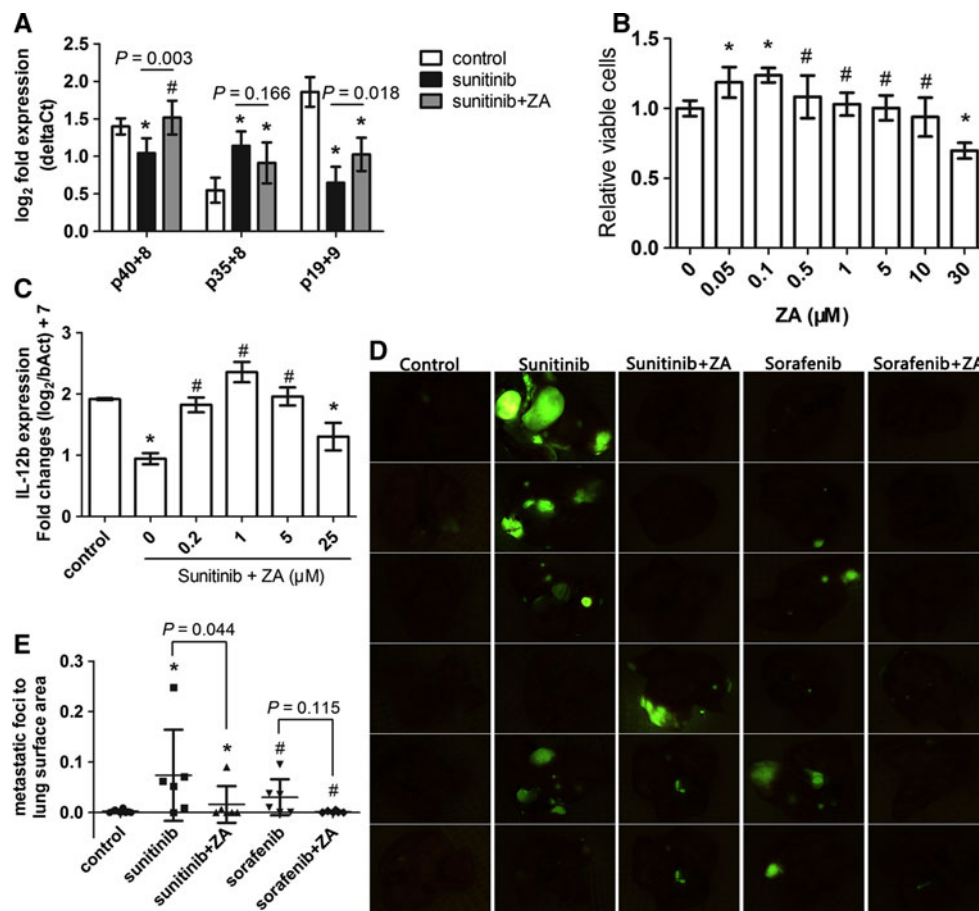 A
log₂ fold expression
(deltaCt)
2.5
2.0
1.5
1.0
0.5
0.0
P = 0.003
#
*
P = 0.166
* *
P = 0.018
*
*
p40+8
p35+8
p19+9
control
sunitinib
sunitinib+ZA
B
Relative viable cells
1.5
1.0
0.5
0.0
* * # # # # *
0 0.05 0.1 0.5 1 5 10 30
ZA (µM)
C
IL-12b expression
Fold changes (log₂/bAct) + 7
3
2
1
0
* # # # *
control 0 0.2 1 5 25
Sunitinib + ZA (µM)
D
Control Sunitinib Sunitinib+ZA Sorafenib Sorafenib+ZA
E
metastatic foci to
lung surface area
0.3
0.2
0.1
0.0
P = 0.044
*
*
P = 0.115
#
#
control sunitinib sunitinib+ZA sorafenib sorafenib+ZA